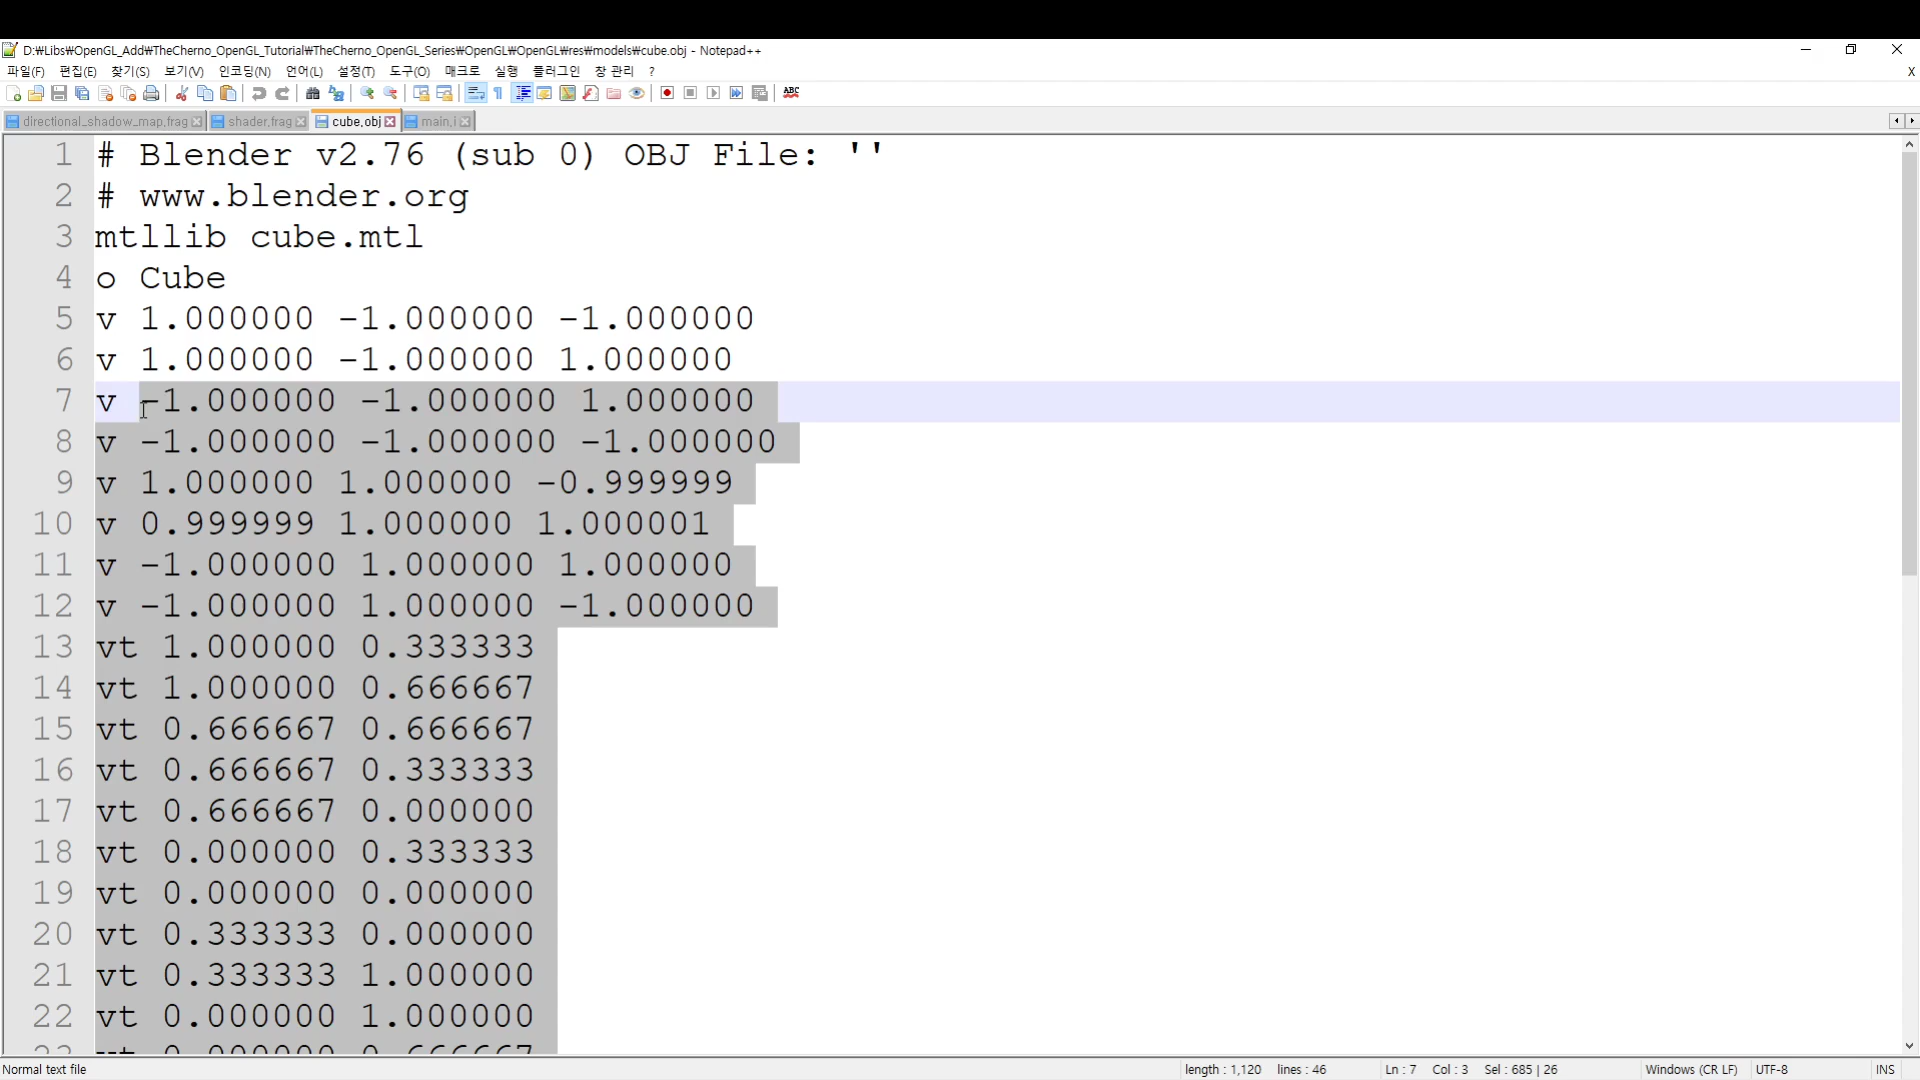 D:₩Libs₩OpenGL_Add₩TheCherno_OpenGL_Tutorial₩TheCherno_OpenGL_Series₩OpenGL₩OpenGL₩res₩models₩cube.obj - Notepad++
파일(F) 편집(E) 찾기(S) 보기(V) 인코딩(N) 언어(L) 설정(T) 도구(O) 매크로 실행 플러그인 창 관리 ? X
ABC
directional_shadow_map.frag shader.frag cube.obj main.i
1 # Blender v2.76 (sub 0) OBJ File: ''
2 # www.blender.org
3 mtllib cube.mtl
4 o Cube
5 v 1.000000 -1.000000 -1.000000
6 v 1.000000 -1.000000 1.000000
7 v -1.000000 -1.000000 1.000000
8 v -1.000000 -1.000000 -1.000000
9 v 1.000000 1.000000 -0.999999
10 v 0.999999 1.000000 1.000001
11 v -1.000000 1.000000 1.000000
12 v -1.000000 1.000000 -1.000000
13 vt 1.000000 0.333333
14 vt 1.000000 0.666667
15 vt 0.666667 0.666667
16 vt 0.666667 0.333333
17 vt 0.666667 0.000000
18 vt 0.000000 0.333333
19 vt 0.000000 0.000000
20 vt 0.333333 0.000000
21 vt 0.333333 1.000000
22 vt 0.000000 1.000000
23 vt 0.000000 0.666667
Normal text file length : 1,120 lines : 46 Ln : 7 Col : 3 Sel : 685 | 26 Windows (CR LF) UTF-8 INS